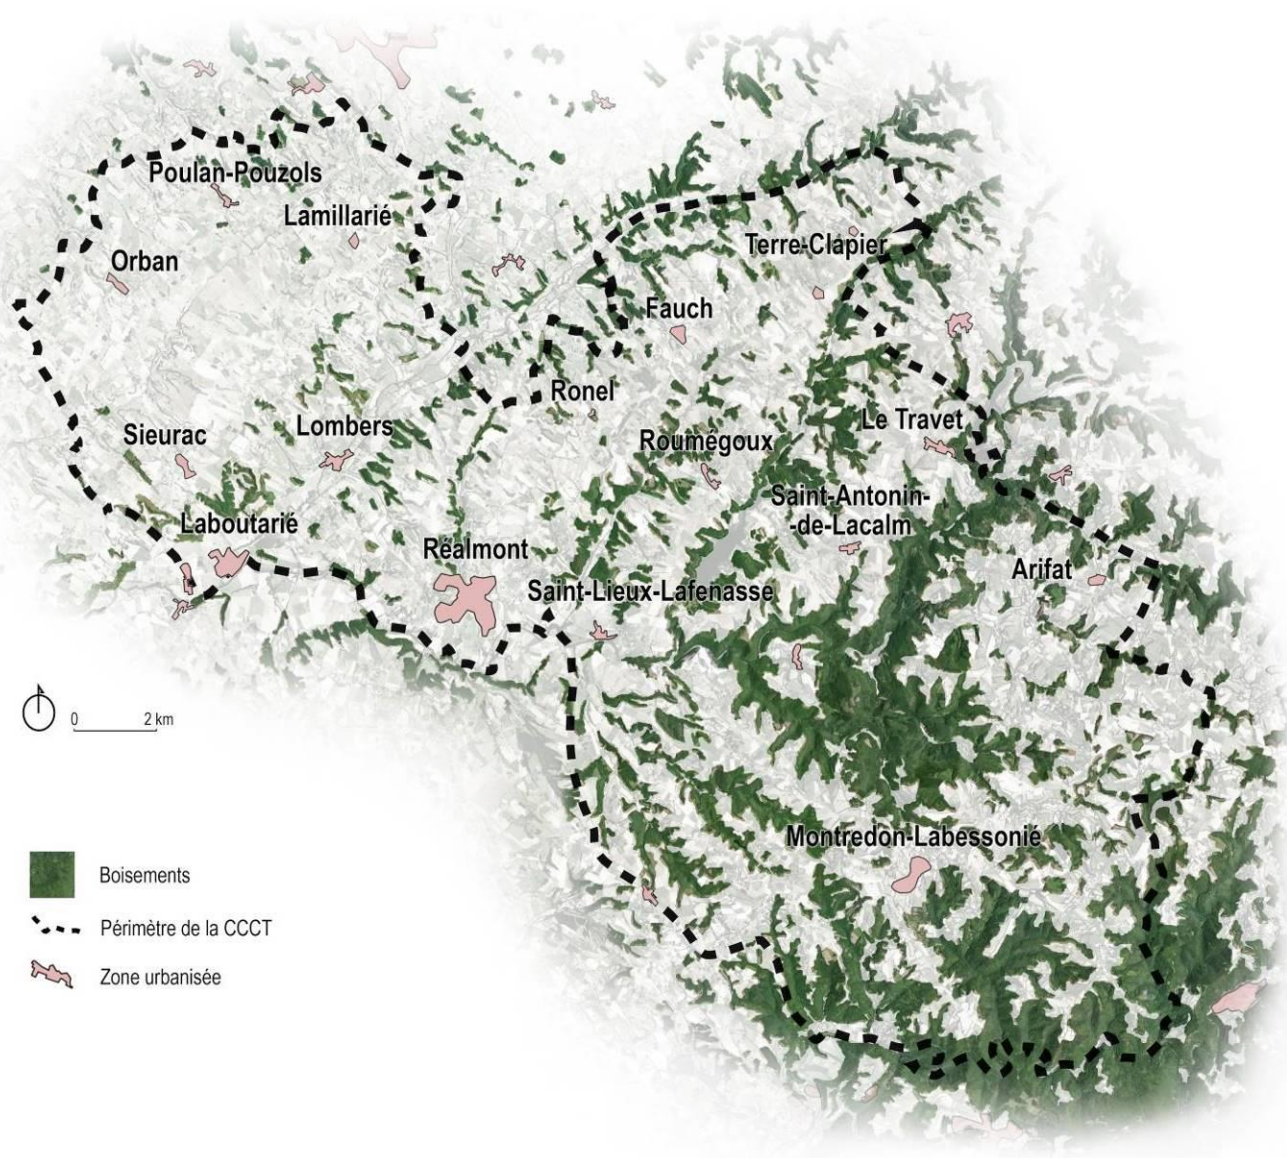 Poulan-Pouzols
Lamillarié
Orban
Terre-Clapier
Fauch
Ronel
Sieurac
Lombers
Roumégoux
Le Travet
Saint-Antonin-
-de-Lacalm
Laboutarié
Réalmont
Saint-Lieux-Lafenasse
Arifat
0 2 km
Montredon-Labessonié
Boisements
Périmètre de la CCCT
Zone urbanisée